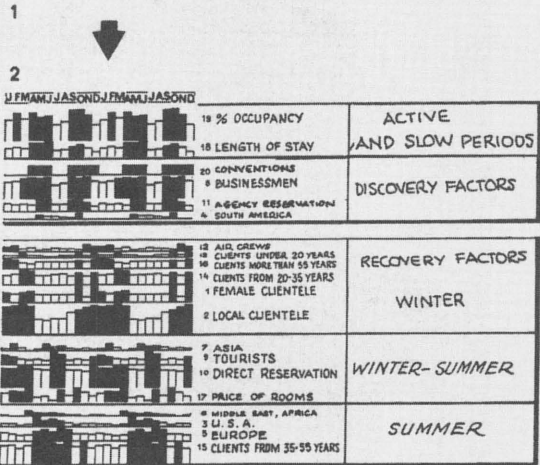 1
2
J FMAMJ JASOND J FMAMJ JASOND
19 % OCCUPANCY
18 LENGTH OF STAY
ACTIVE
AND SLOW PERIODS
20 CONVENTIONS
6 BUSINESSMEN
11 AGENCY RESERVATION
4 SOUTH AMERICA
DISCOVERY FACTORS
12 AIR CREWS
CLIENTS UNDER 20 YEARS
16 CLIENTS MORE THAN 55 YEARS
14 CLIENTS FROM 20-35 YEARS
1 FEMALE CLIENTELE
2 LOCAL CLIENTELE
RECOVERY FACTORS
WINTER
7 ASIA
9 TOURISTS
10 DIRECT RESERVATION
17 PRICE OF ROOMS
WINTER-SUMMER
MIDDLE EAST, AFRICA
3 U.S.A.
5 EUROPE
15 CLIENTS FROM 35-55 YEARS
SUMMER